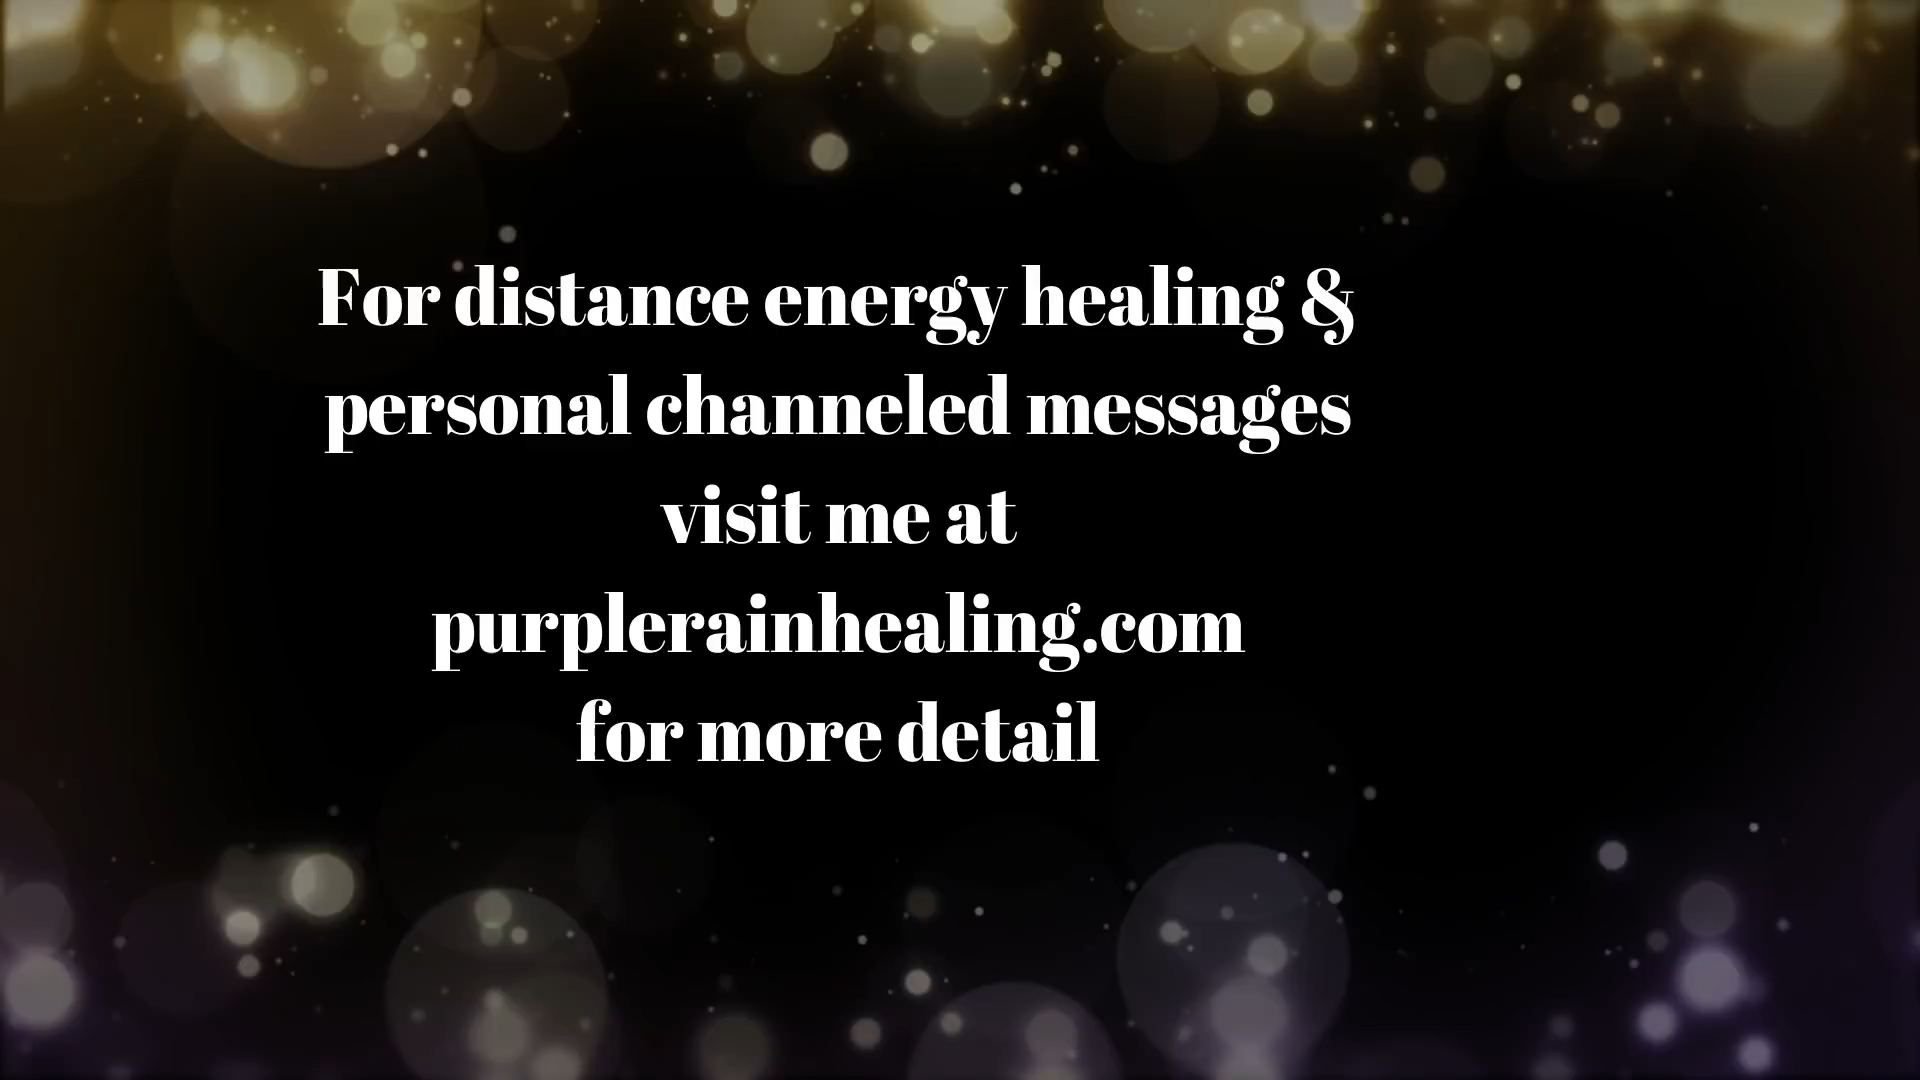 For distance energy healing &
personal channeled messages
visit me at
purplerainhealing.com
for more detail